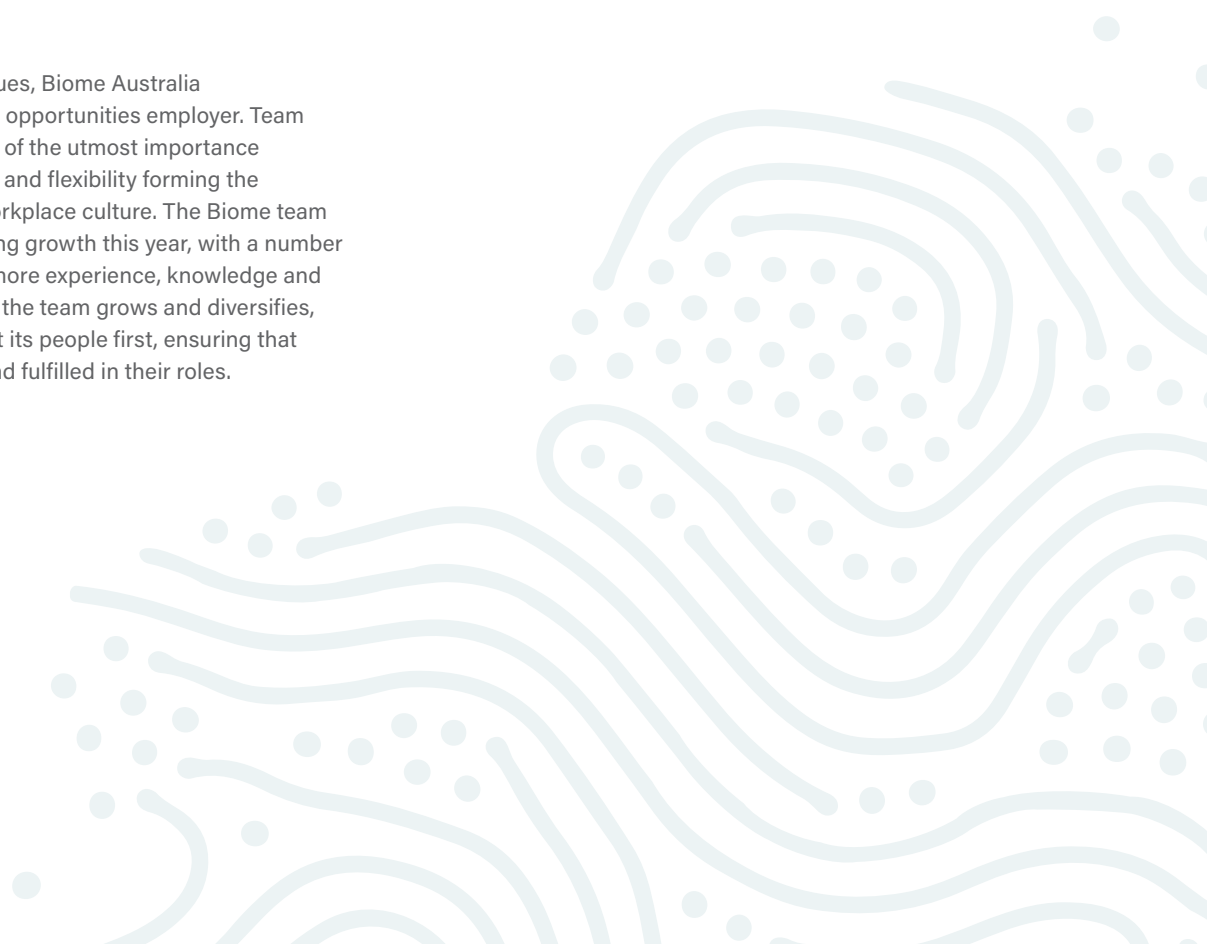 ues, Biome Australia
opportunities employer. Team
of the utmost importance
and flexibility forming the
orkplace culture. The Biome team
ng growth this year, with a number
more experience, knowledge and
the team grows and diversifies,
t its people first, ensuring that
nd fulfilled in their roles.